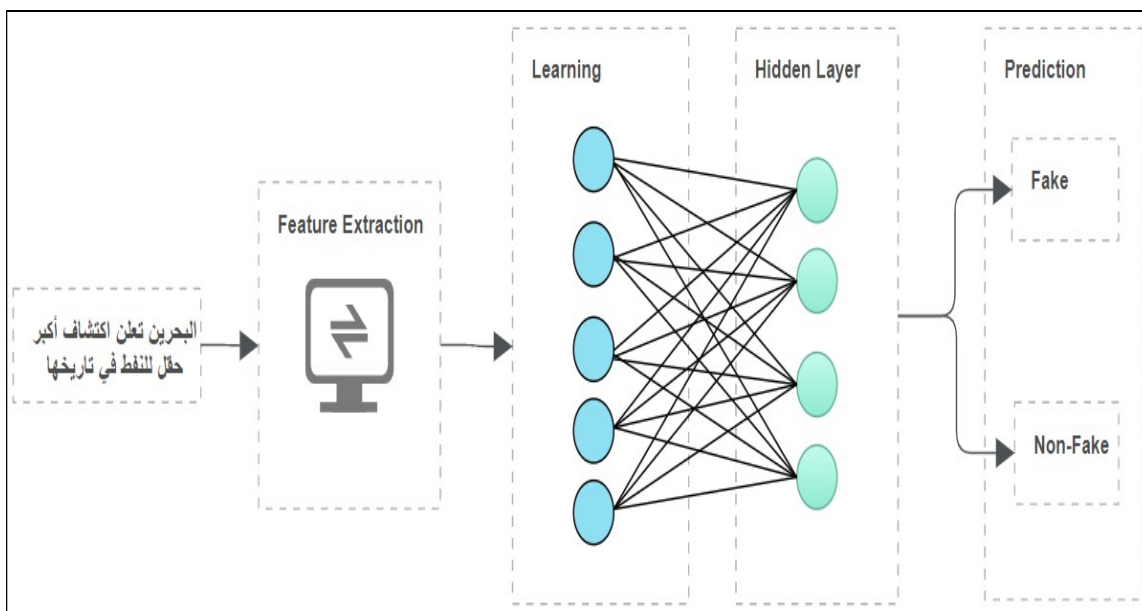 البحرين تعلن اكتشاف أكبر
حقل للنفط في تاريخها
Feature Extraction
Learning
Hidden Layer
Prediction
Fake
Non-Fake